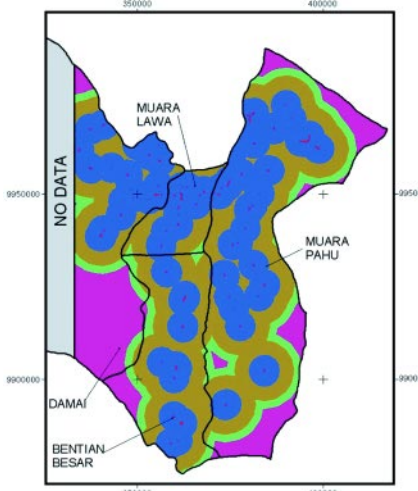 350000 400000
MUARA
LAWA
9950000 9950
NO DATA
MUARA
PAHU
9900000 9900
DAMAI
BENTIAN
BESAR